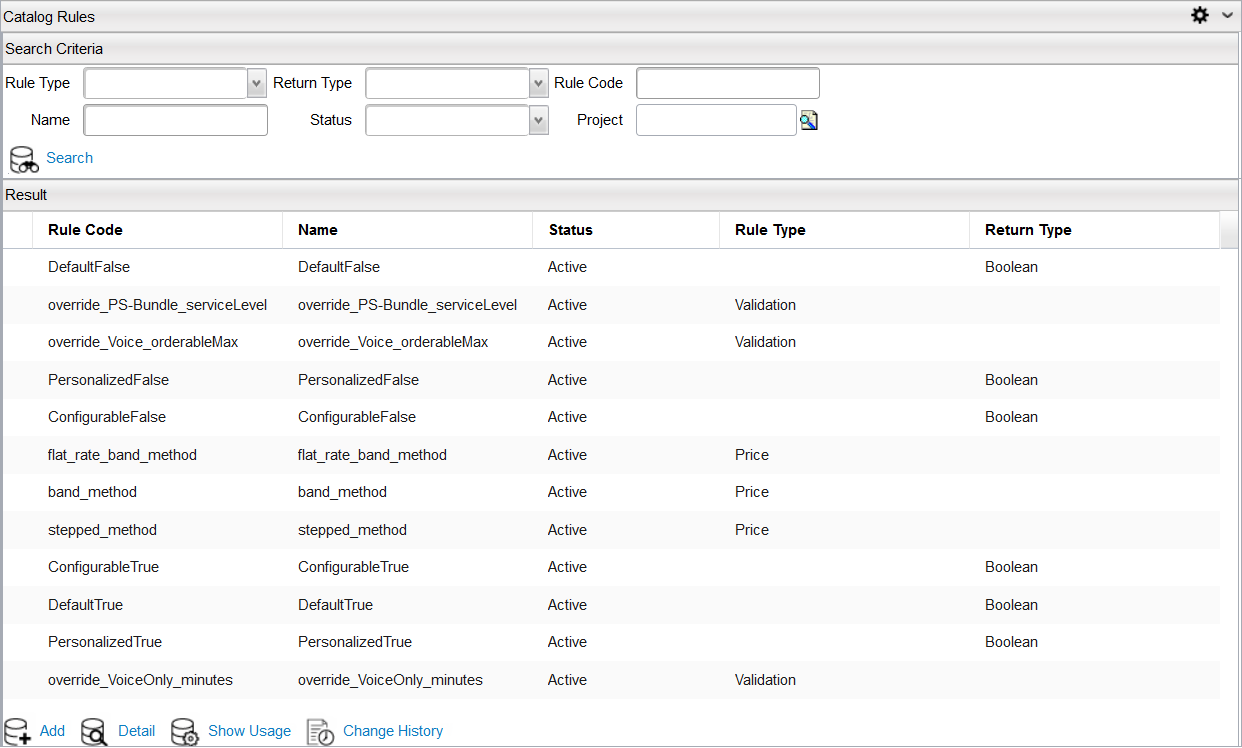 Catalog Rules
Search Criteria
Rule Type Return Type Rule Code
Name Status Project
Search
Result
Rule Code Name Status Rule Type Return Type
DefaultFalse DefaultFalse Active Boolean
override_PS-Bundle_serviceLevel override_PS-Bundle_serviceLevel Active Validation
override_Voice_orderableMax override_Voice_orderableMax Active Validation
PersonalizedFalse PersonalizedFalse Active Boolean
ConfigurableFalse ConfigurableFalse Active Boolean
flat_rate_band_method flat_rate_band_method Active Price
band_method band_method Active Price
stepped_method stepped_method Active Price
ConfigurableTrue ConfigurableTrue Active Boolean
DefaultTrue DefaultTrue Active Boolean
PersonalizedTrue PersonalizedTrue Active Boolean
override_VoiceOnly_minutes override_VoiceOnly_minutes Active Validation
Add Detail Show Usage Change History